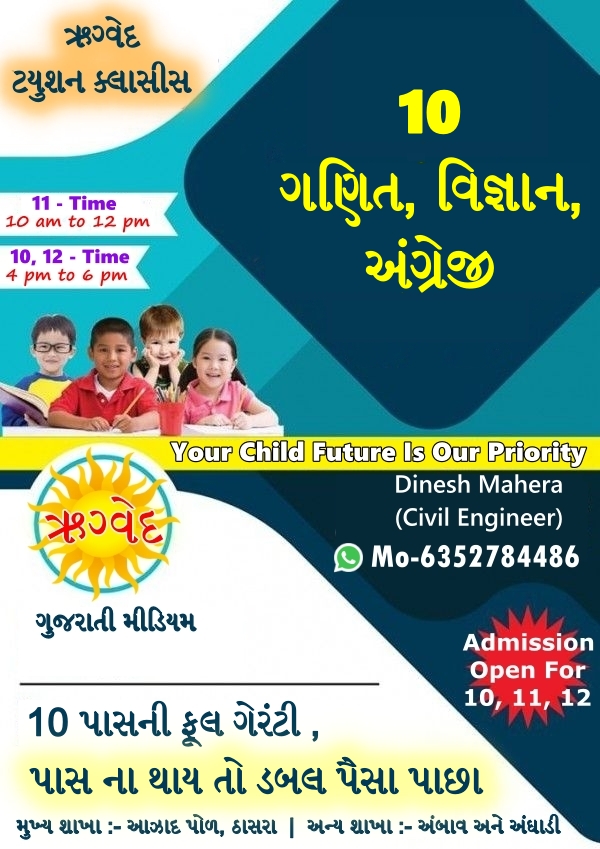 ઋગ્વેદ
ટયુશન ક્લાસીસ
10
ગણિત, વિજ્ઞાન,
અંગ્રેજી
11 - Time
10 am to 12 pm
10, 12 - Time
4 pm to 6 pm
Your Child Future Is Our Priority
Dinesh Mahera
(Civil Engineer)
Mo-6352784486
ઋગ્વેદ
ગુજરાતી મીડિયમ
Admission
Open For
10, 11, 12
10 પાસની ફૂલ ગેરંટી ,
પાસ ના થાય તો ડબલ પૈસા પાછા
મુખ્ય શાખા :- આઝાદ પોળ, ઠાસરા | અન્ય શાખા :- અંબાવ અને અંઘાડી